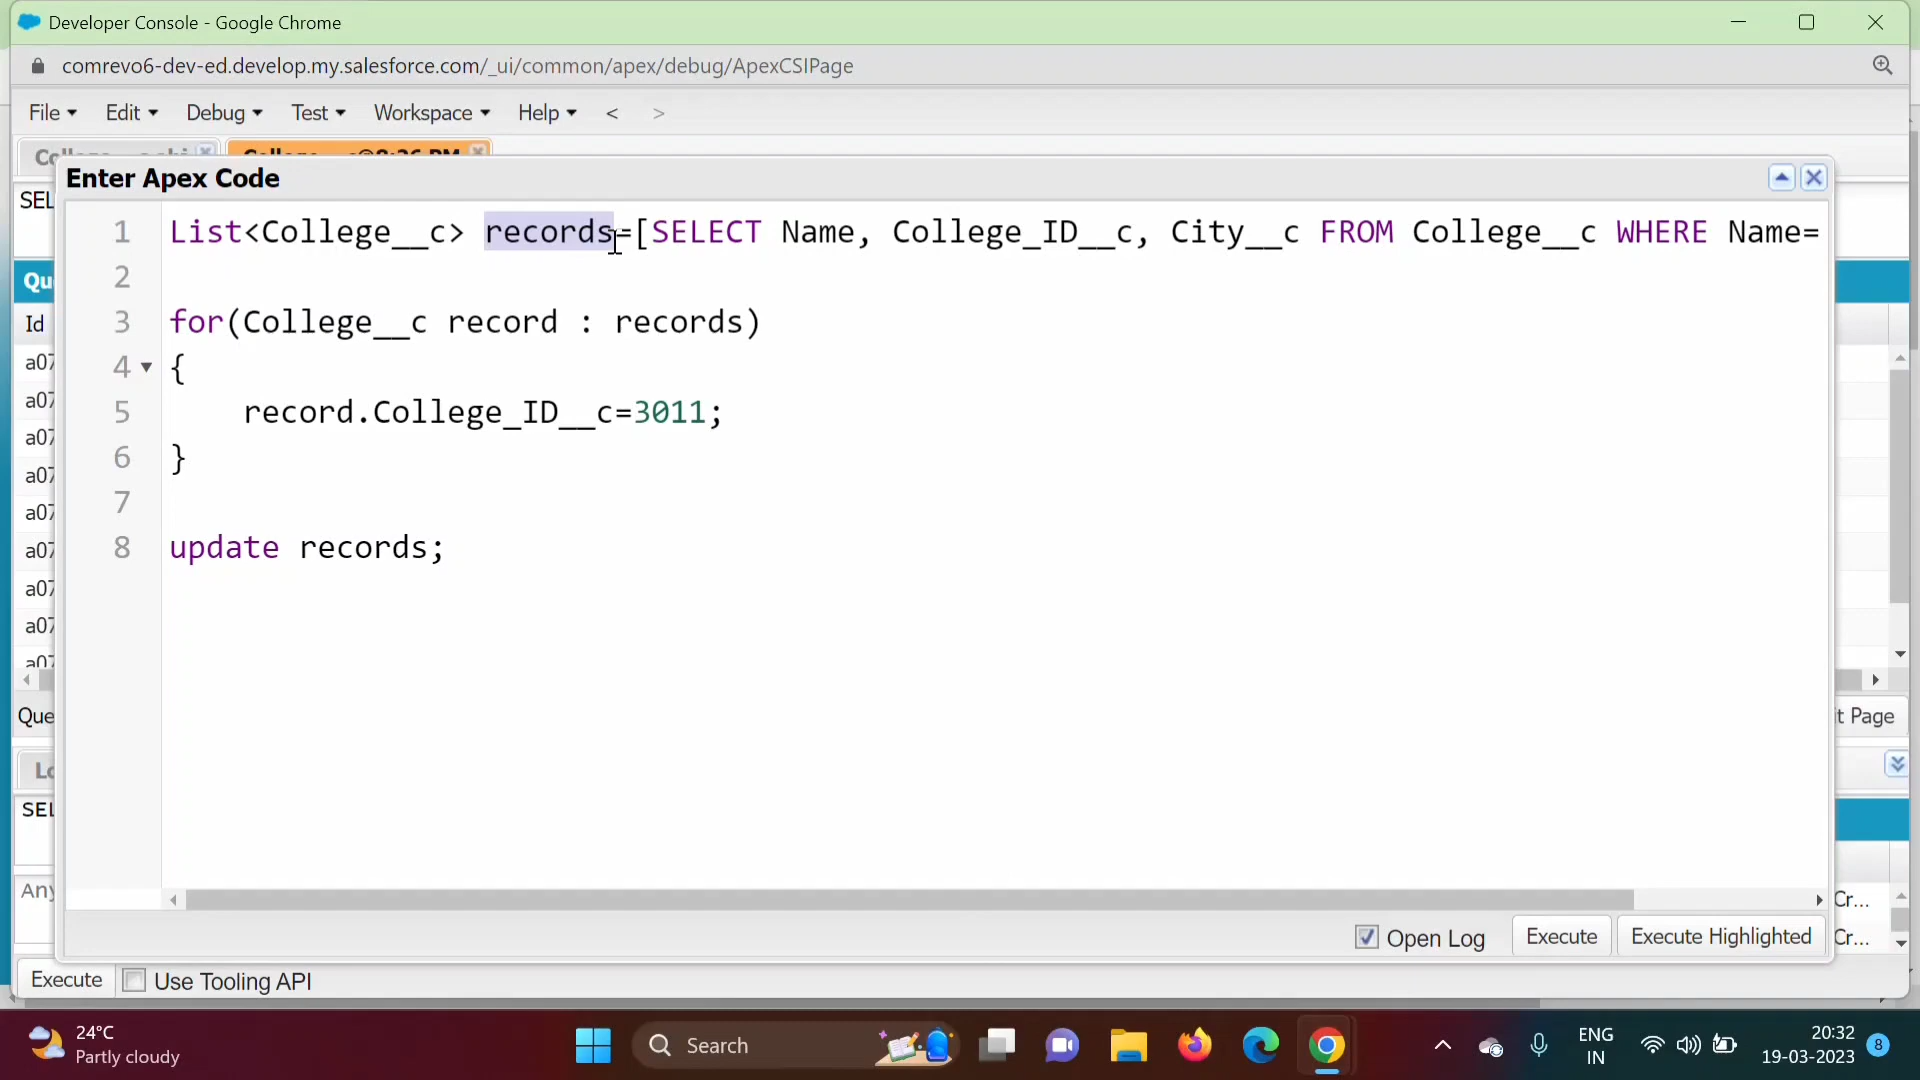 Developer Console - Google Chrome
comrevo6-dev-ed.develop.my.salesforce.com/_ui/common/apex/debug/ApexCSIPage
File Edit Debug Test Workspace Help < >
Enter Apex Code
SEL
1 List<College__c> records=[SELECT Name, College_ID__c, City__c FROM College__c WHERE Name=
2
Que
3 for(College__c record : records)
Id
4 {
a07
5 record.College_ID__c=3011;
a07
6 }
a07
a07
7
a07
8 update records;
a07
a07
a07
a07
Que
t Page
Lo
SEL
Any
Cr...
Open Log Execute Execute Highlighted
Cr...
Execute Use Tooling API
24°C
Partly cloudy
Search
ENG
IN
20:32
19-03-2023
8